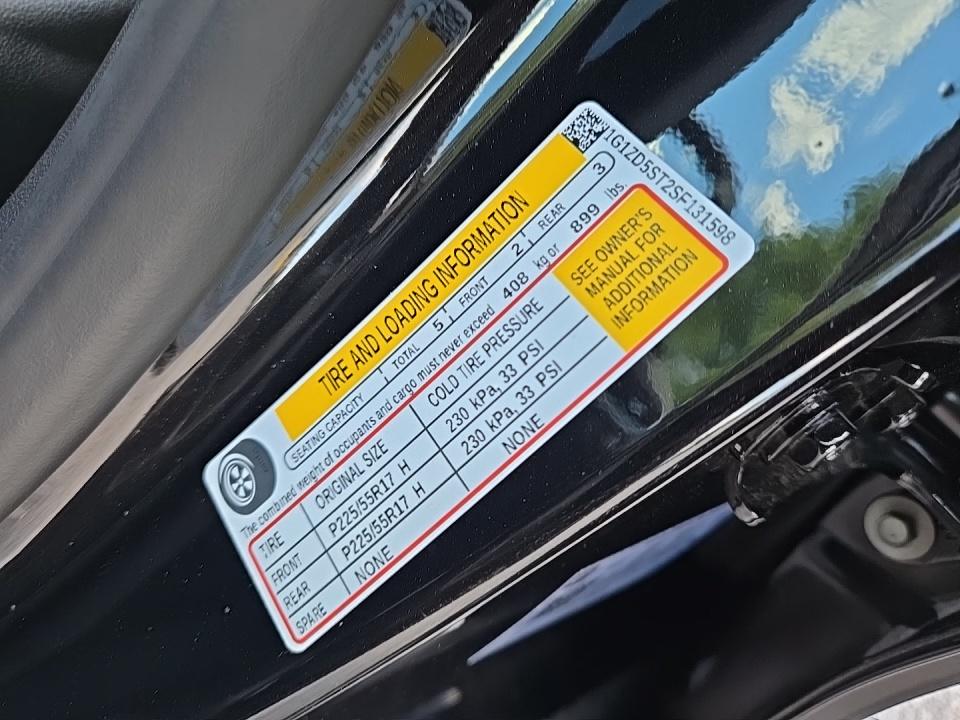 1G1ZD5ST2SF131598
TIRE AND LOADING INFORMATION
SEATING CAPACITY TOTAL 5 FRONT 2 REAR 3
The combined weight of occupants and cargo must never exceed 408 kg or 899 lbs.
TIRE ORIGINAL SIZE COLD TIRE PRESSURE
FRONT P225/55R17 H 230 kPa, 33 PSI
REAR P225/55R17 H 230 kPa, 33 PSI
SPARE NONE NONE
SEE OWNER'S
MANUAL FOR
ADDITIONAL
INFORMATION